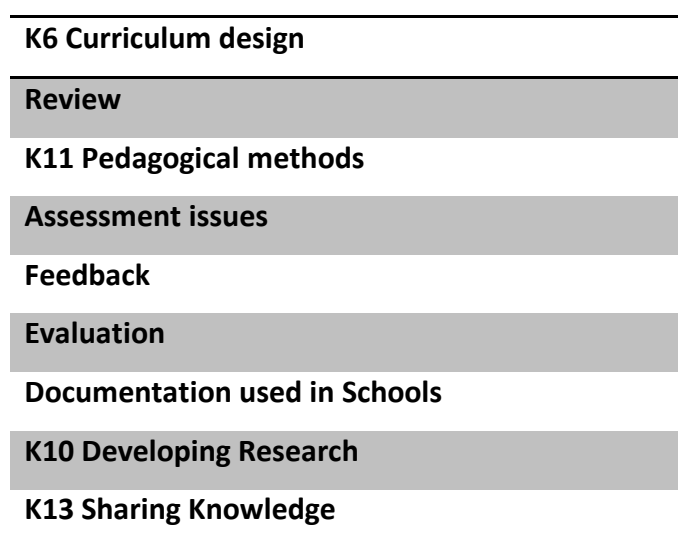 K6 Curriculum design
Review
K11 Pedagogical methods
Assessment issues
Feedback
Evaluation
Documentation used in Schools
K10 Developing Research
K13 Sharing Knowledge